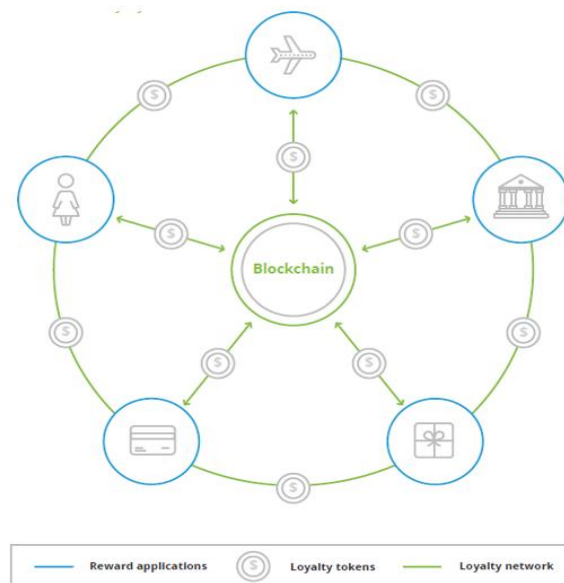 $
$
$
$
$
Blockchain
$
$
$
$
$
Reward applications
$
Loyalty tokens
Loyalty network